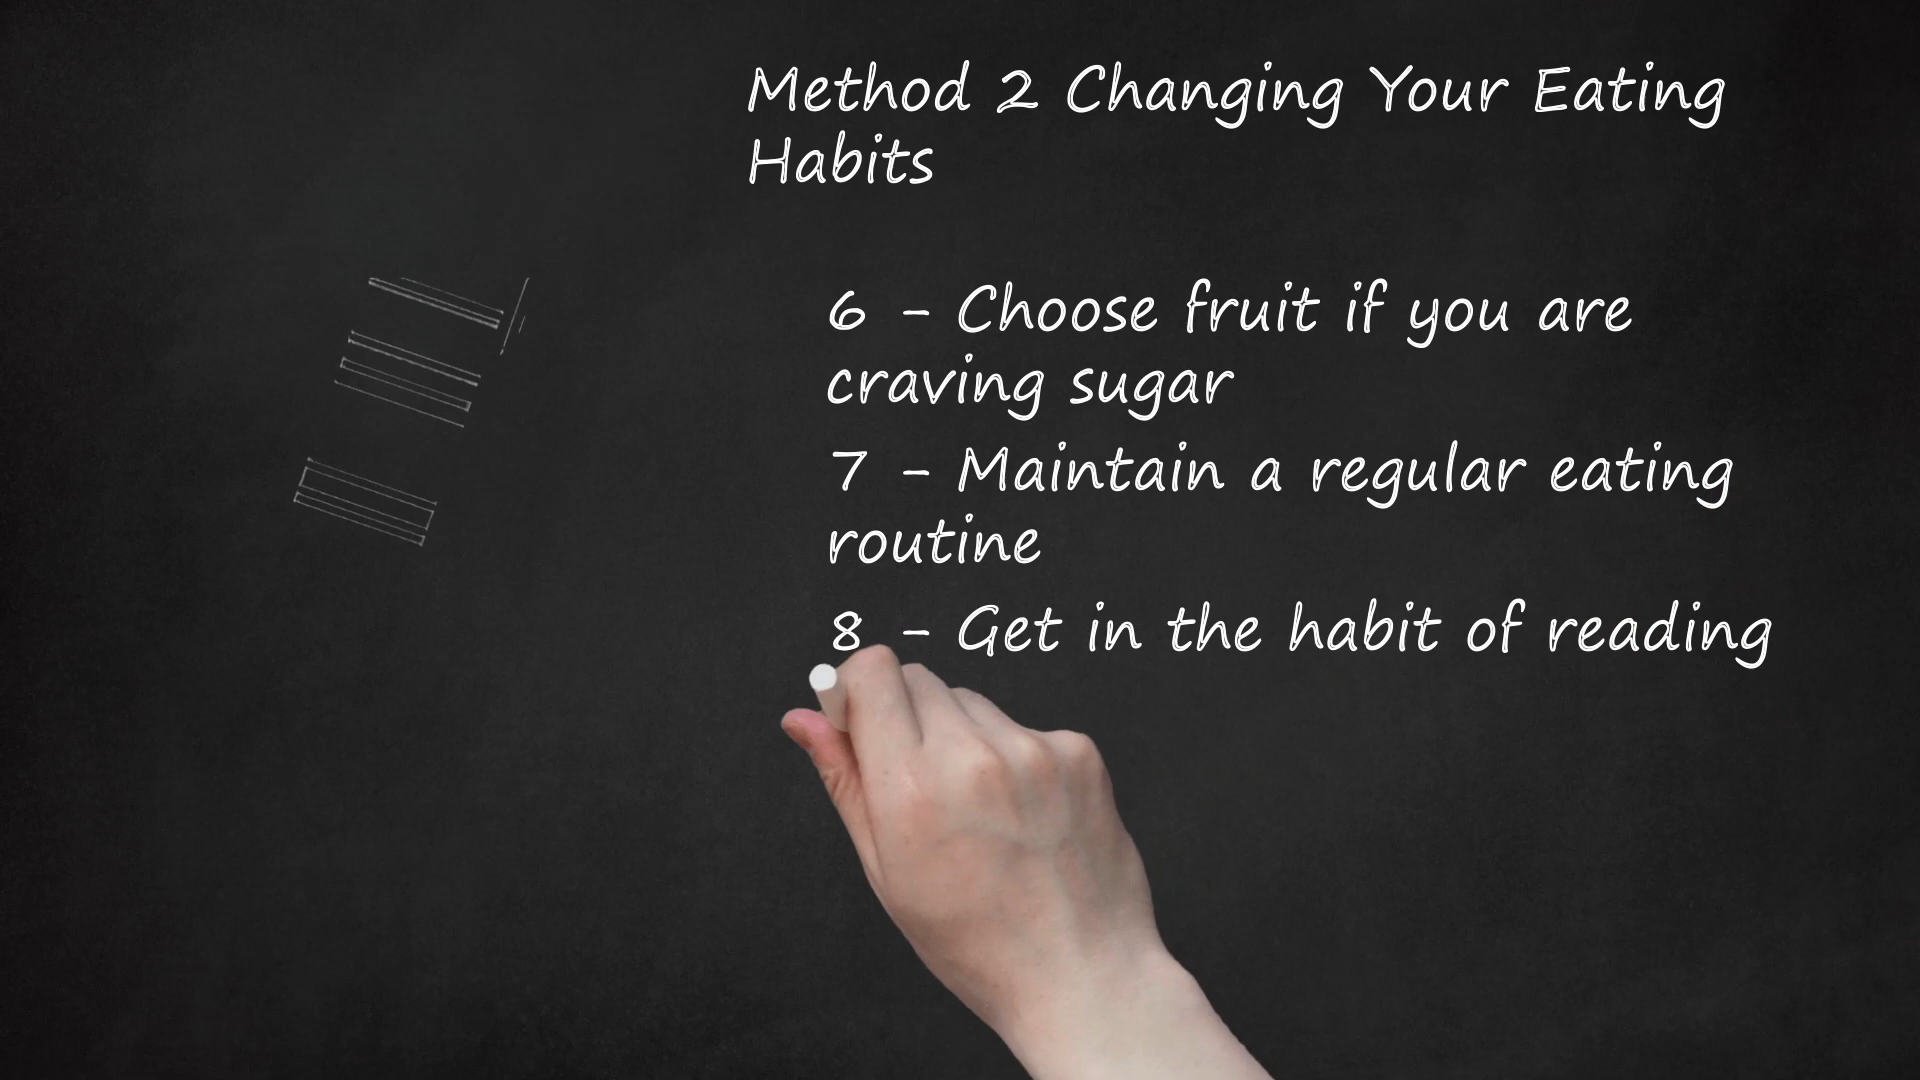 Method 2 Changing Your Eating
Habits
6 - Choose fruit if you are
craving sugar
7 - Maintain a regular eating
routine
8 - Get in the habit of reading